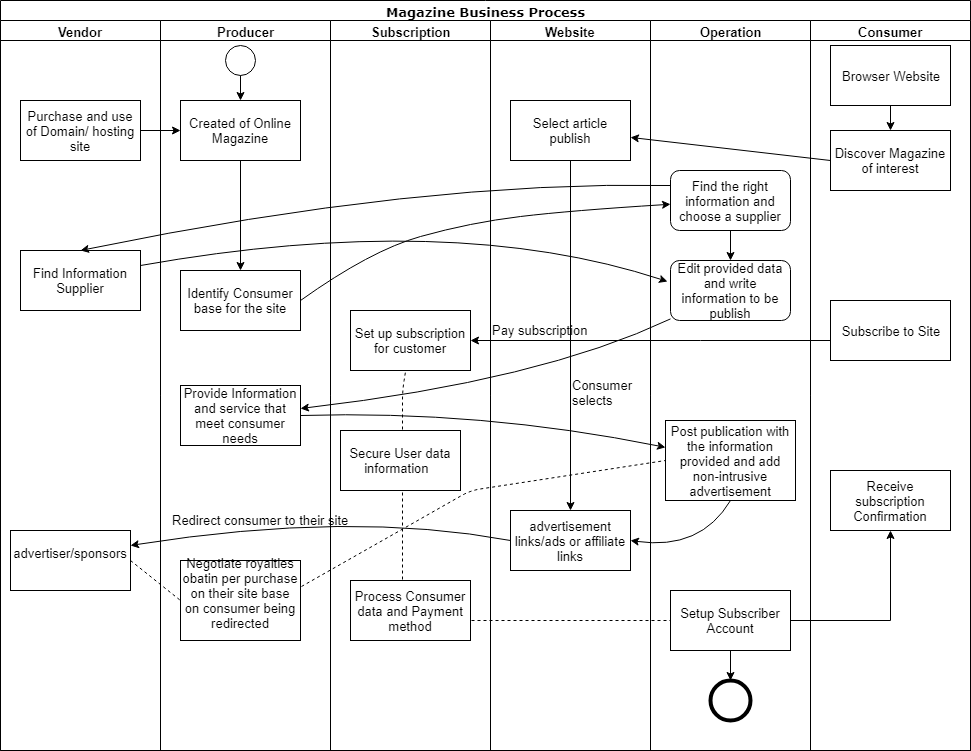 Magazine Business Process
Vendor
Producer
Subscription
Website
Operation
Consumer
Purchase and use
of Domain/ hosting
site
Find Information
Supplier
advertiser/sponsors
Created of Online
Magazine
Identify Consumer
base for the site
Provide Information
and service that
meet consumer
needs
Redirect consumer to their site
Negotiate royalties
obatin per purchase
on their site base
on consumer being
redirected
Set up subscription
for customer
Secure User data
information
Process Consumer
data and Payment
method
Select article
publish
Pay subscription
Consumer
selects
advertisement
links/ads or affiliate
links
Find the right
information and
choose a supplier
Edit provided data
and write
information to be
publish
Post publication with
the information
provided and add
non-intrusive
advertisement
Setup Subscriber
Account
Browser Website
Discover Magazine
of interest
Subscribe to Site
Receive
subscription
Confirmation